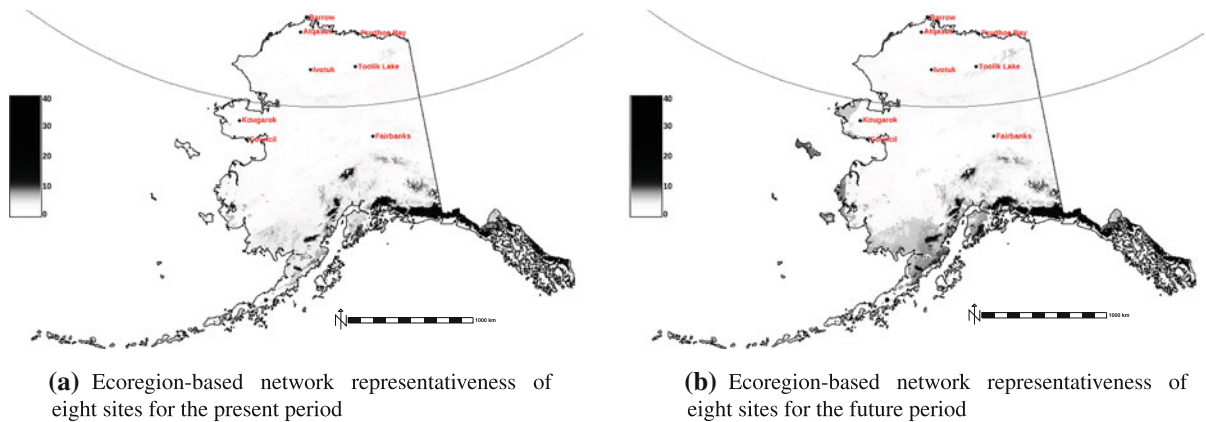 Barrow
Atqasuk
Prudhoe Bay
Ivotuk
Toolik Lake
Kougarok
Council
Fairbanks
40
30
20
10
0
N
1000 km
(a) Ecoregion-based network representativeness of
eight sites for the present period
Barrow
Atqasuk
Prudhoe Bay
Ivotuk
Toolik Lake
Kougarok
Council
Fairbanks
40
30
20
10
0
N
1000 km
(b) Ecoregion-based network representativeness of
eight sites for the future period